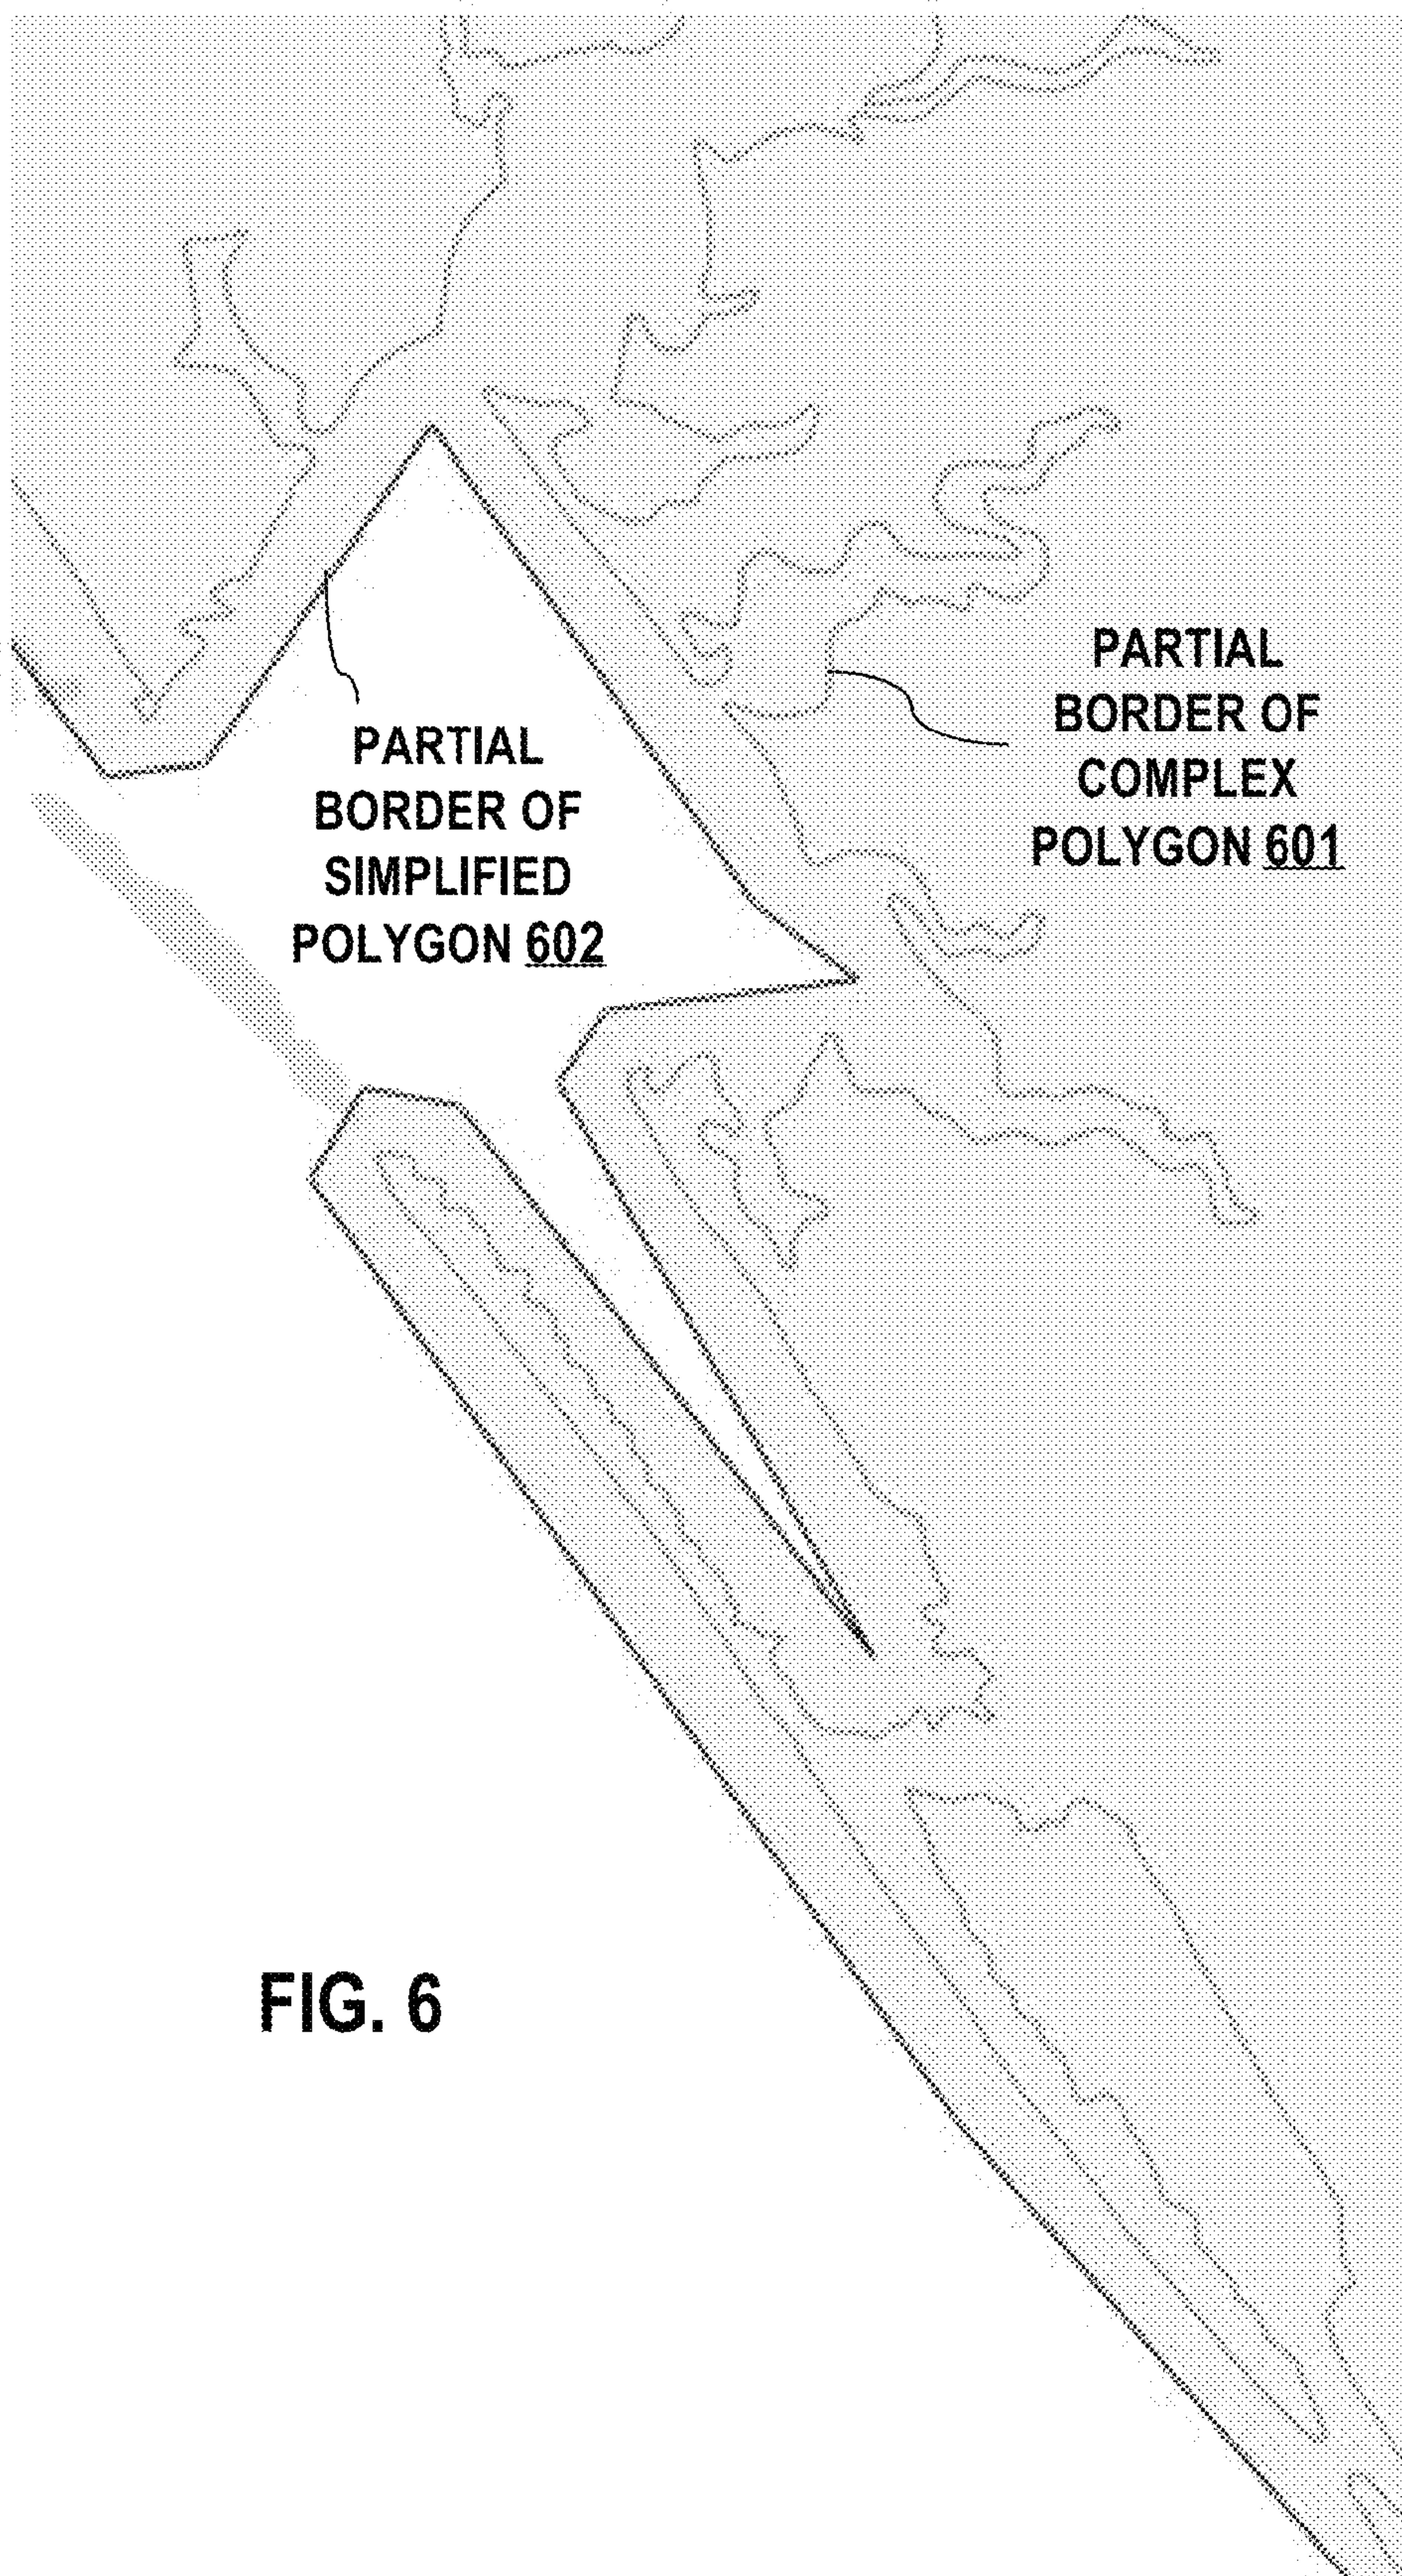 PARTIAL
BORDER OF
COMPLEX
POLYGON 601
PARTIAL
BORDER OF
SIMPLIFIED
POLYGON 602
FIG. 6